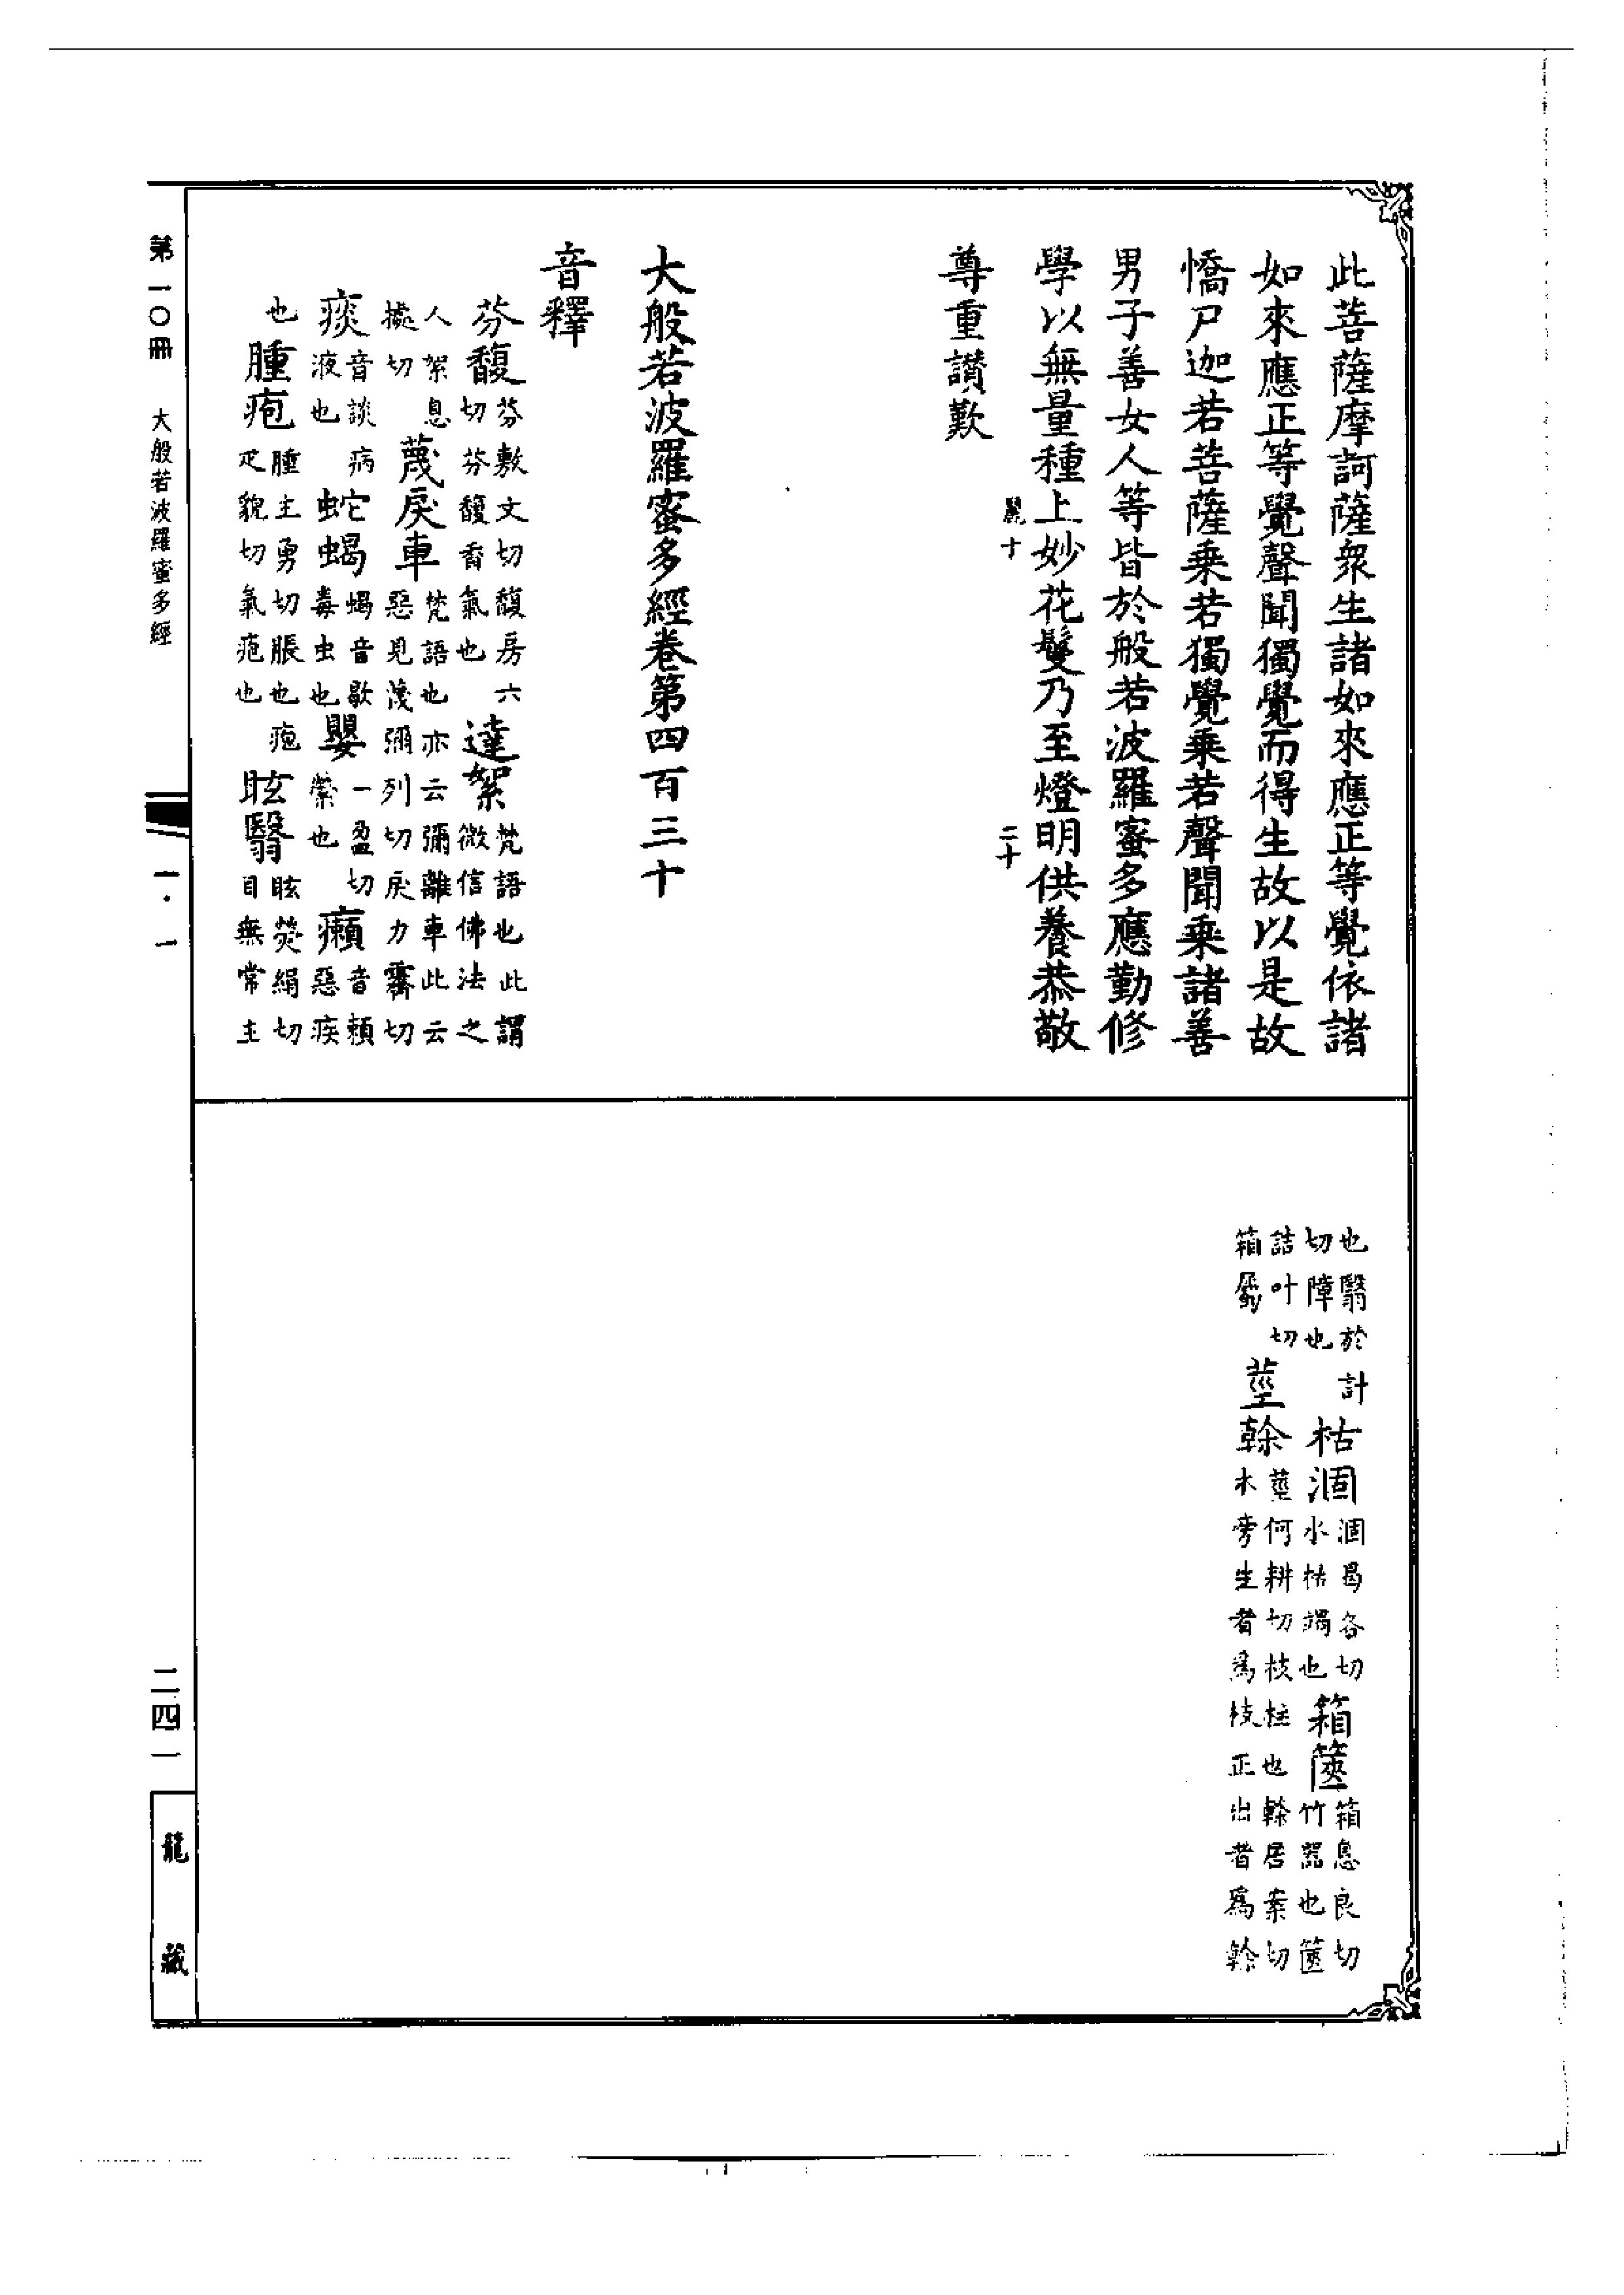 此菩薩摩訶薩衆生諸如來應正等覺依諸
如來應正等覺聲聞獨覺而得生故以是故
憍尸迦若菩薩乗若獨覺乗若聲聞乗諸善
男子善女人等皆於般若波羅蜜多應勤修
學以無量種上妙花鬘乃至燈明供養恭敬
麗十 二十
尊重讃歎
大般若波羅蜜多經卷第四百三十
音釋
芬馥芬敷文切馥房六切芬馥香氣也 達絮梵語也此謂微信佛法之
人絮息據切 蔑戾車梵語也亦云彌離車此云惡見蔑彌列切戾力霽切
痰音談病液也 蛇蝎蝎音歇毒虫也 嬰一盈切縈也 癩音賴惡疾
也 腫疱腫主勇切脹也疱疋貌切氣疱也 眩翳眩熒絹切目無常主
也翳於計切障也 枯涸涸曷各切水枯竭也 箱篋箱息良切竹器也篋
詰叶切箱屬 莖榦莖何耕切枝柱也榦居案切木旁生者爲枝正出者爲榦
第一〇冊 大般若波羅蜜多經
一·一
二四一
龍藏